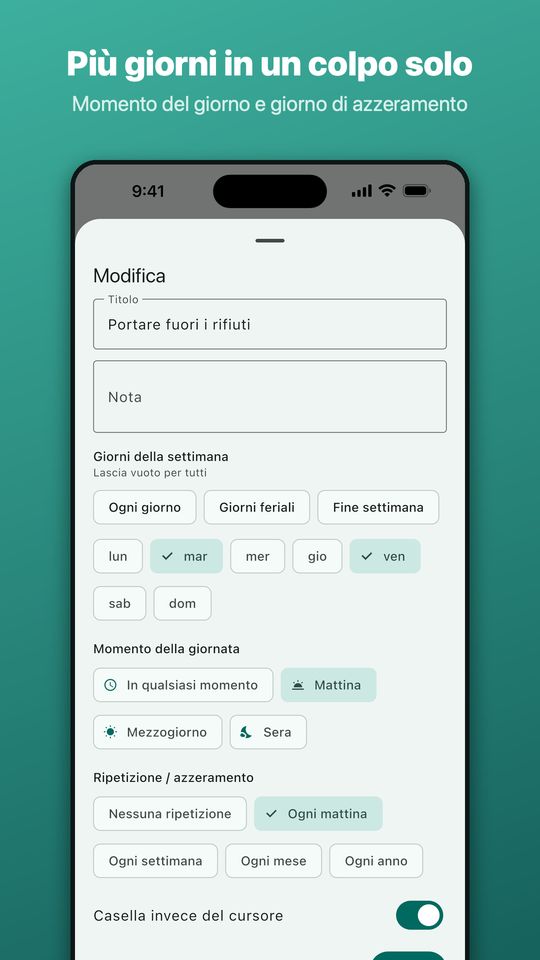 Più giorni in un colpo solo
Momento del giorno e giorno di azzeramento
9:41
Modifica
Titolo
Portare fuori i rifiuti
Nota
Giorni della settimana
Lascia vuoto per tutti
Ogni giorno Giorni feriali Fine settimana
lun mar mer gio ven
sab dom
Momento della giornata
In qualsiasi momento Mattina
Mezzogiorno Sera
Ripetizione / azzeramento
Nessuna ripetizione Ogni mattina
Ogni settimana Ogni mese Ogni anno
Casella invece del cursore